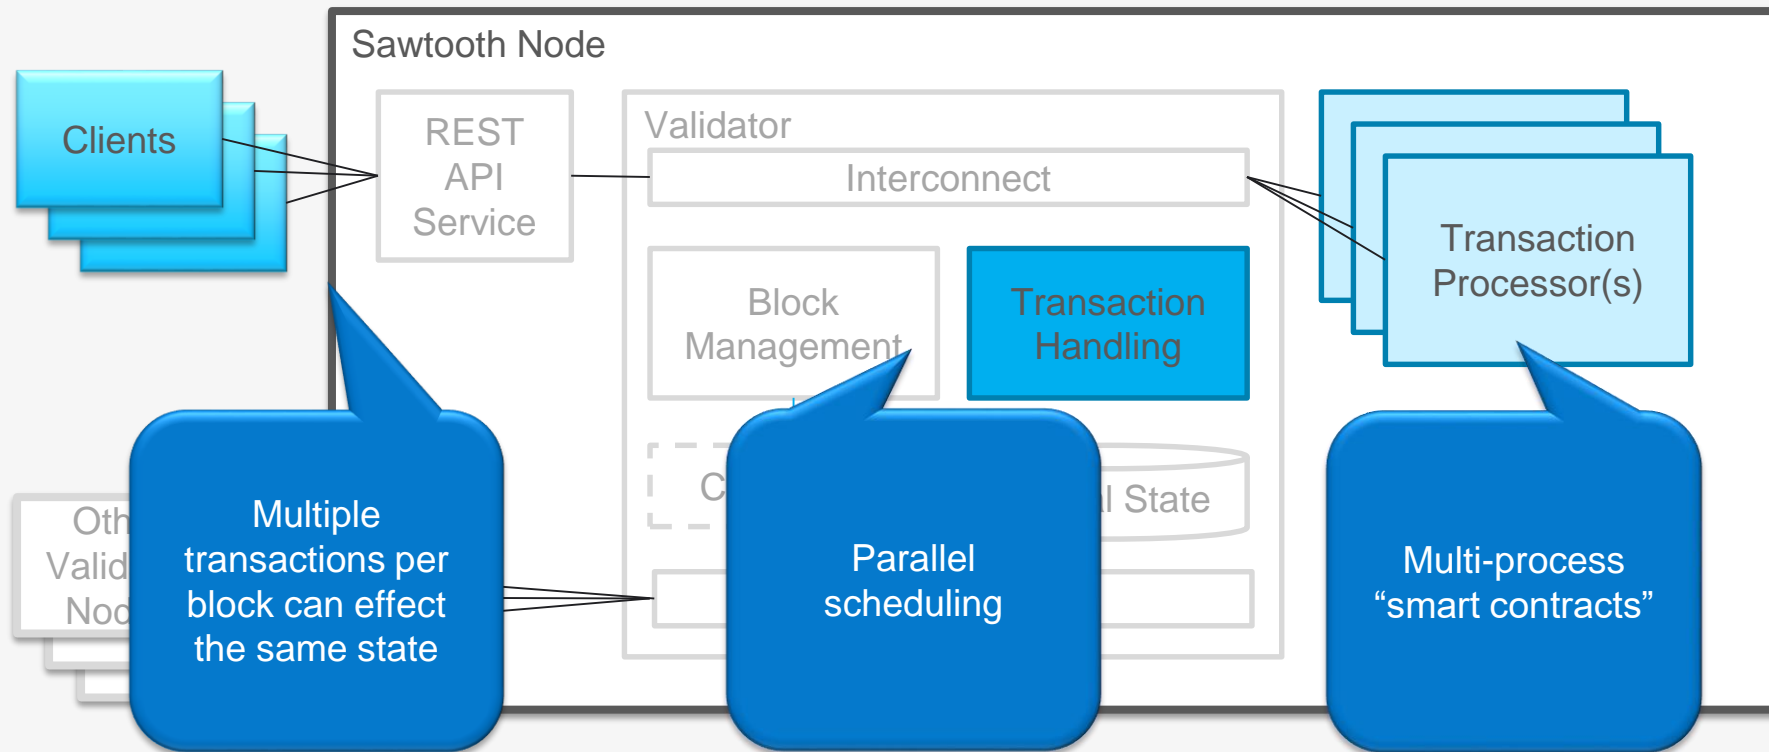 Sawtooth Node
Clients
REST
API
Service
Validator
Interconnect
Block
Management
Transaction
Handling
Transaction
Processor(s)
State
Multiple
transactions per
block can effect
the same state
Parallel
scheduling
Multi-process
“smart contracts”